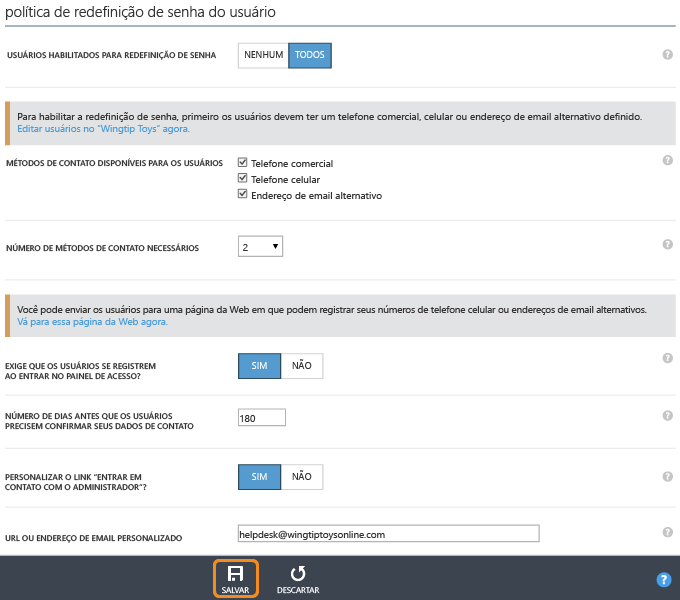 política de redefinição de senha do usuário
USUÁRIOS HABILITADOS PARA REDEFINIÇÃO DE SENHA
NENHUM TODOS
?
Para habilitar a redefinição de senha, primeiro os usuários devem ter um telefone comercial, celular ou endereço de email alternativo definido.
Editar usuários no "Wingtip Toys" agora.
MÉTODOS DE CONTATO DISPONÍVEIS PARA OS USUÁRIOS
?
Telefone comercial
Telefone celular
Endereço de email alternativo
NÚMERO DE MÉTODOS DE CONTATO NECESSÁRIOS
2
?
Você pode enviar os usuários para uma página da Web em que podem registrar seus números de telefone celular ou endereços de email alternativos.
Vá para essa página da Web agora.
EXIGE QUE OS USUÁRIOS SE REGISTREM
AO ENTRAR NO PAINEL DE ACESSO?
SIM NÃO
?
NÚMERO DE DIAS ANTES QUE OS USUÁRIOS
PRECISEM CONFIRMAR SEUS DADOS DE CONTATO
180
?
PERSONALIZAR O LINK "ENTRAR EM
CONTATO COM O ADMINISTRADOR"?
SIM NÃO
?
URL OU ENDEREÇO DE EMAIL PERSONALIZADO
helpdesk@wingtiptoysonline.com
?
SALVAR DESCARTAR
?